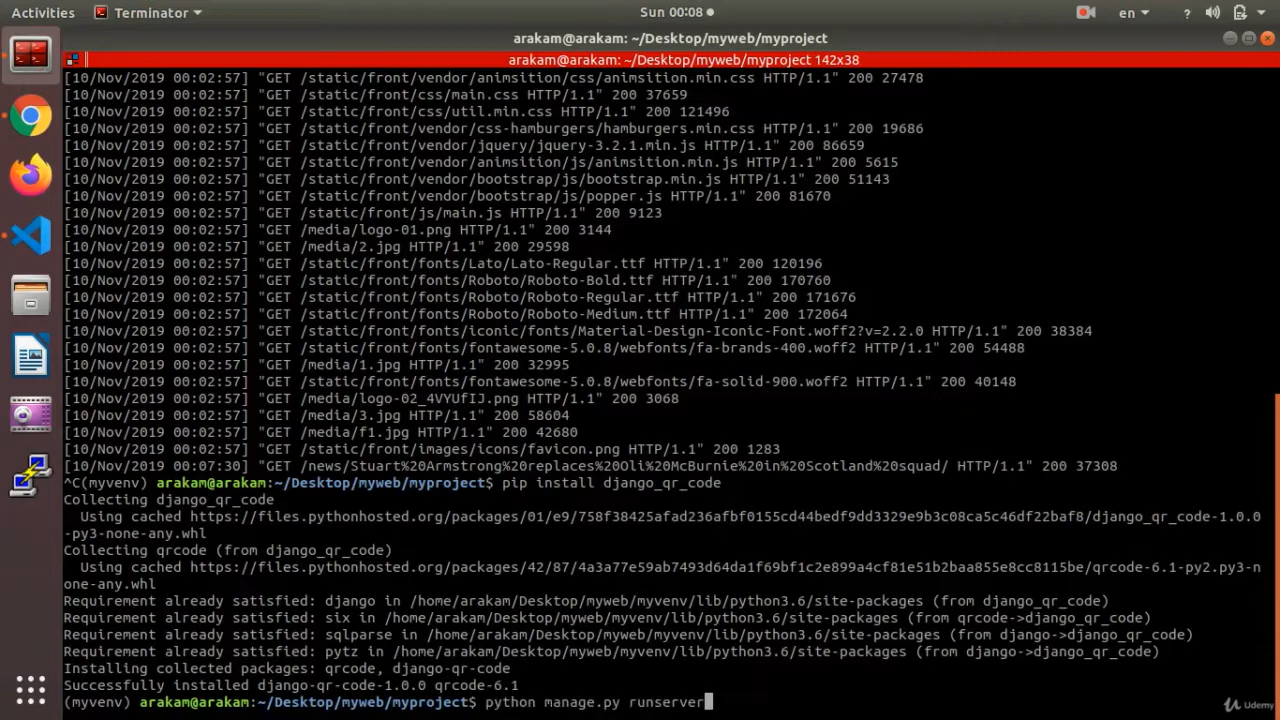 Activities
Terminator
Sun 00:08
en
?
arakam@arakam: ~/Desktop/myweb/myproject
arakam@arakam: ~/Desktop/myweb/myproject 142x38
[10/Nov/2019 00:02:57] "GET /static/front/vendor/animsition/css/animsition.min.css HTTP/1.1" 200 27478
[10/Nov/2019 00:02:57] "GET /static/front/css/main.css HTTP/1.1" 200 37659
[10/Nov/2019 00:02:57] "GET /static/front/css/util.min.css HTTP/1.1" 200 121496
[10/Nov/2019 00:02:57] "GET /static/front/vendor/css-hamburgers/hamburgers.min.css HTTP/1.1" 200 19686
[10/Nov/2019 00:02:57] "GET /static/front/vendor/jquery/jquery-3.2.1.min.js HTTP/1.1" 200 86659
[10/Nov/2019 00:02:57] "GET /static/front/vendor/animsition/js/animsition.min.js HTTP/1.1" 200 5615
[10/Nov/2019 00:02:57] "GET /static/front/vendor/bootstrap/js/bootstrap.min.js HTTP/1.1" 200 51143
[10/Nov/2019 00:02:57] "GET /static/front/vendor/bootstrap/js/popper.js HTTP/1.1" 200 81670
[10/Nov/2019 00:02:57] "GET /static/front/js/main.js HTTP/1.1" 200 9123
[10/Nov/2019 00:02:57] "GET /media/logo-01.png HTTP/1.1" 200 3144
[10/Nov/2019 00:02:57] "GET /media/2.jpg HTTP/1.1" 200 29598
[10/Nov/2019 00:02:57] "GET /static/front/fonts/Lato/Lato-Regular.ttf HTTP/1.1" 200 120196
[10/Nov/2019 00:02:57] "GET /static/front/fonts/Roboto/Roboto-Bold.ttf HTTP/1.1" 200 170760
[10/Nov/2019 00:02:57] "GET /static/front/fonts/Roboto/Roboto-Regular.ttf HTTP/1.1" 200 171676
[10/Nov/2019 00:02:57] "GET /static/front/fonts/Roboto/Roboto-Medium.ttf HTTP/1.1" 200 172064
[10/Nov/2019 00:02:57] "GET /static/front/fonts/iconic/fonts/Material-Design-Iconic-Font.woff2?v=2.2.0 HTTP/1.1" 200 38384
[10/Nov/2019 00:02:57] "GET /static/front/fonts/fontawesome-5.0.8/webfonts/fa-brands-400.woff2 HTTP/1.1" 200 54488
[10/Nov/2019 00:02:57] "GET /media/1.jpg HTTP/1.1" 200 32995
[10/Nov/2019 00:02:57] "GET /static/front/fonts/fontawesome-5.0.8/webfonts/fa-solid-900.woff2 HTTP/1.1" 200 40148
[10/Nov/2019 00:02:57] "GET /media/logo-02_4VYUfIJ.png HTTP/1.1" 200 3068
[10/Nov/2019 00:02:57] "GET /media/3.jpg HTTP/1.1" 200 58604
[10/Nov/2019 00:02:57] "GET /media/f1.jpg HTTP/1.1" 200 42680
[10/Nov/2019 00:02:57] "GET /static/front/images/icons/favicon.png HTTP/1.1" 200 1283
[10/Nov/2019 00:07:30] "GET /news/Stuart%20Armstrong%20replaces%20Oli%20McBurnie%20in%20Scotland%20squad/ HTTP/1.1" 200 37308
^C(myvenv) arakam@arakam:~/Desktop/myweb/myproject$ pip install django_qr_code
Collecting django_qr_code
Using cached https://files.pythonhosted.org/packages/01/e9/758f38425afad236afbf0155cd44bedf9dd3329e9b3c08ca5c46df22baf8/django_qr_code-1.0.0
-py3-none-any.whl
Collecting qrcode (from django_qr_code)
Using cached https://files.pythonhosted.org/packages/42/87/4a3a77e59ab7493d64da1f69bf1c2e899a4cf81e51b2baa855e8cc8115be/qrcode-6.1-py2.py3-n
one-any.whl
Requirement already satisfied: django in /home/arakam/Desktop/myweb/myvenv/lib/python3.6/site-packages (from django_qr_code)
Requirement already satisfied: six in /home/arakam/Desktop/myweb/myvenv/lib/python3.6/site-packages (from qrcode->django_qr_code)
Requirement already satisfied: sqlparse in /home/arakam/Desktop/myweb/myvenv/lib/python3.6/site-packages (from django->django_qr_code)
Requirement already satisfied: pytz in /home/arakam/Desktop/myweb/myvenv/lib/python3.6/site-packages (from django->django_qr_code)
Installing collected packages: qrcode, django-qr-code
Successfully installed django-qr-code-1.0.0 qrcode-6.1
(myvenv) arakam@arakam:~/Desktop/myweb/myproject$ python manage.py runserver
Udemy